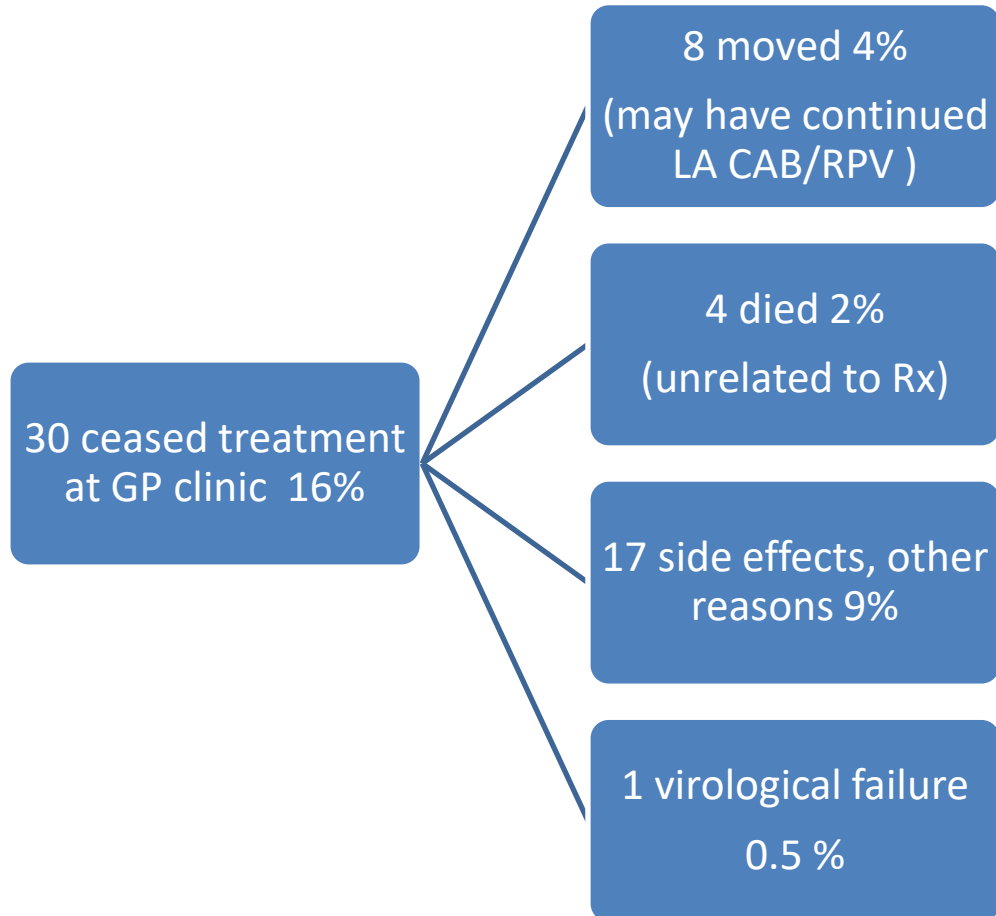 8 moved 4%
(may have continued
LA CAB/RPV )
4 died 2%
(unrelated to Rx)
30 ceased treatment
at GP clinic  16%
17 side effects, other
reasons 9%
1 virological failure
0.5 %